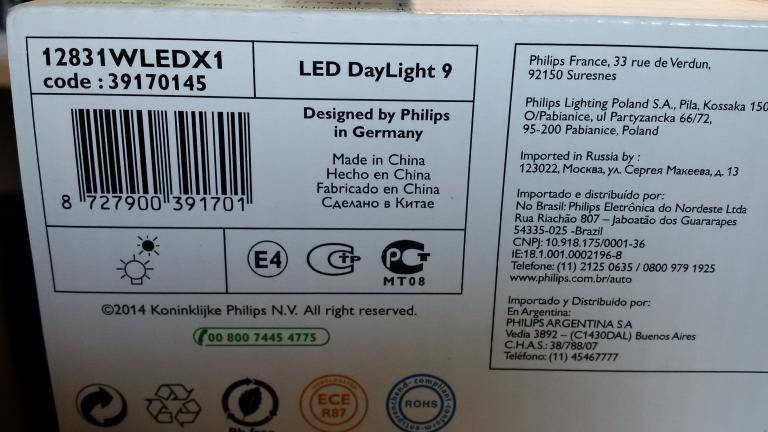 12831WLEDX1
code : 39170145
LED DayLight 9
Designed by Philips
in Germany
Made in China
Hecho en China
Fabricado en China
Сделано в Китае
8 727900 391701
E4
PCT
MT08
©2014 Koninklijke Philips N.V. All right reserved.
00 800 7445 4775
ECE
R87
compliant
ROHS
Philips France, 33 rue de Verdun,
92150 Suresnes
Philips Lighting Poland S.A., Pila, Kossaka 150
O/Pabianice, ul Partyzancka 66/72,
95-200 Pabianice, Poland
Imported in Russia by :
123022, Москва, ул. Сергея Макеева, д. 13
Importado e distribuído por:
No Brasil: Philips Eletrônica do Nordeste Ltda
Rua Riachão 807 – Jaboatão dos Guararapes
54335-025 -Brazil
CNPJ: 10.918.175/0001-36
IE:18.1.001.0002196-8
Telefone: (11) 2125 0635 / 0800 979 1925
www.philips.com.br/auto
Importado y Distribuido por:
En Argentina:
PHILIPS ARGENTINA S.A
Vedia 3892 – (C1430DAL) Buenos Aires
C.H.A.S.: 38/788/07
Teléfono: (11) 45467777